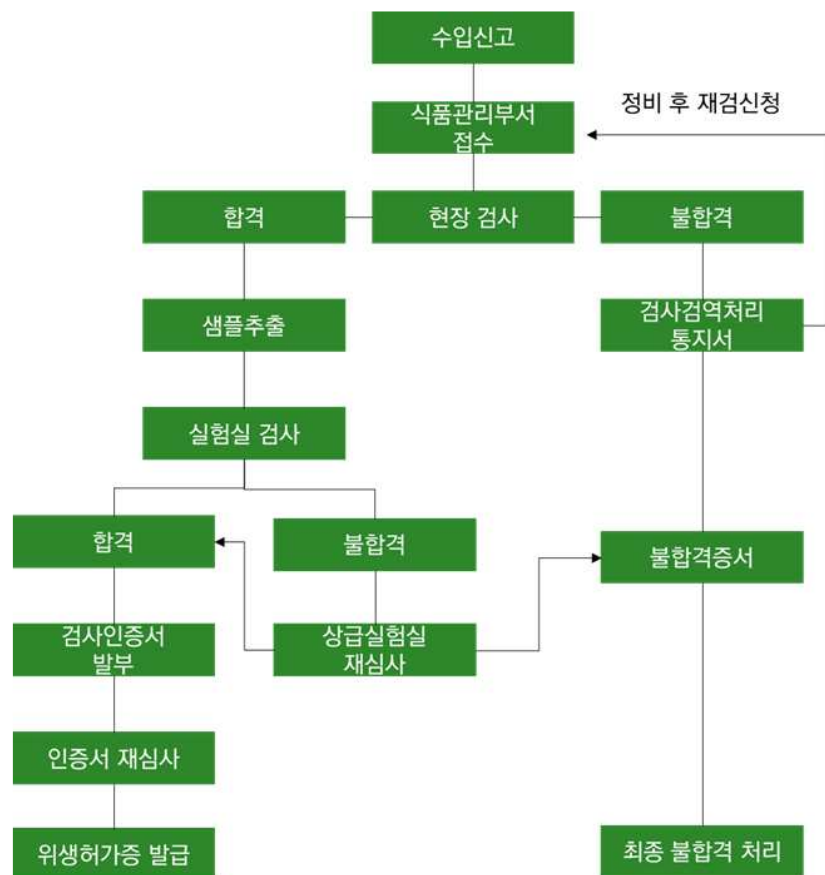 수입신고
식품관리부서
접수
정비 후 재검신청
합격
현장 검사
불합격
샘플추출
검사검역처리
통지서
실험실 검사
합격
불합격
불합격증서
검사인증서
발부
상급실험실
재심사
인증서 재심사
위생허가증 발급
최종 불합격 처리